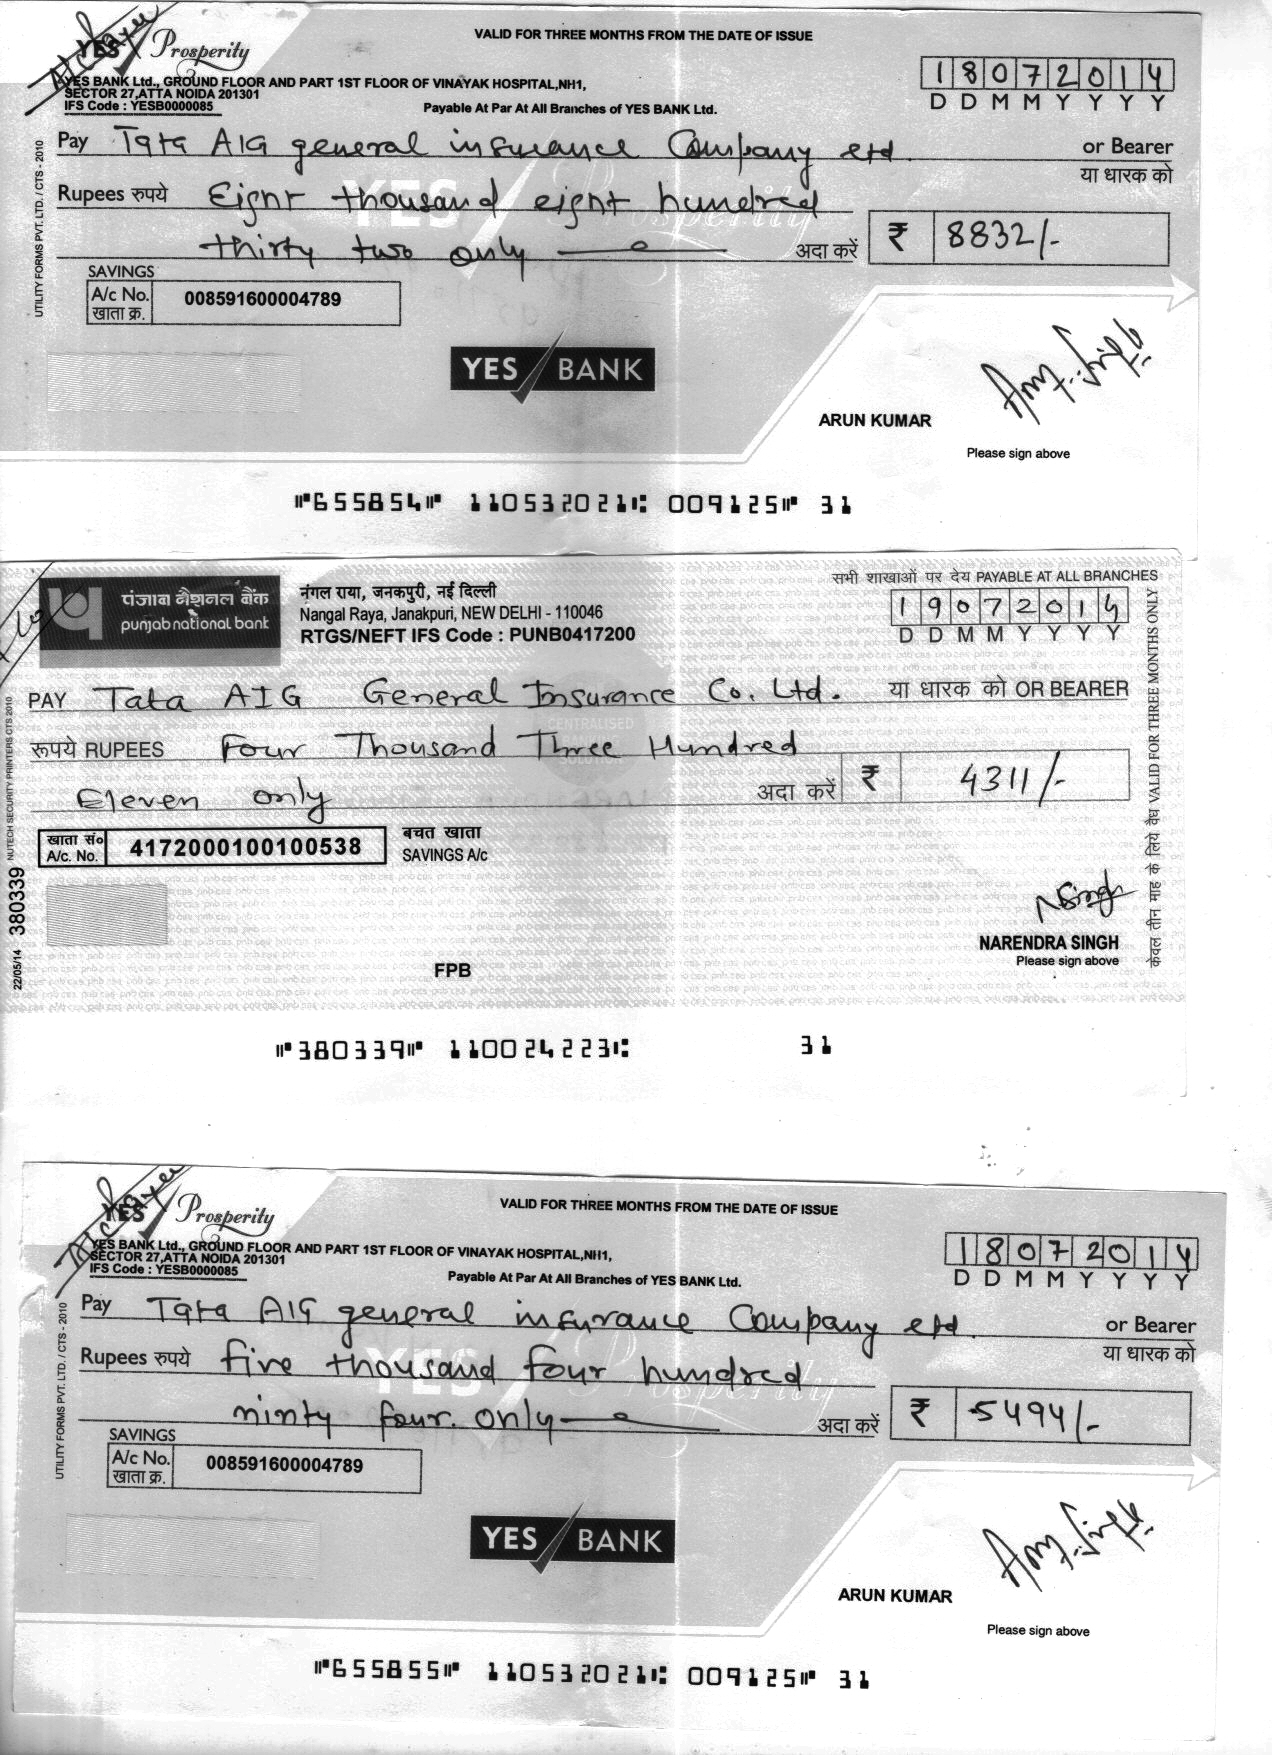 A/c Payee
YES Prosperity
VALID FOR THREE MONTHS FROM THE DATE OF ISSUE
YES BANK Ltd., GROUND FLOOR AND PART 1ST FLOOR OF VINAYAK HOSPITAL,NH1,
SECTOR 27,ATTA NOIDA 201301
IFS Code : YESB0000085
Payable At Par At All Branches of YES BANK Ltd.
18072014
D D M M Y Y Y Y
Pay Tata AIG general insurance Company Ltd. or Bearer
या धारक को
Rupees रुपये Eight thousand eight hundred
thirty two only अदा करें ₹ 8832/-
SAVINGS
A/c No. 008591600004789
खाता क्र.
UTILITY FORMS PVT. LTD. / CTS - 2010
YES BANK
ARUN KUMAR
Please sign above
⑈655854⑈ 110532021⑆ 009125⑈ 31
पंजाब नैशनल बैंक
punjab national bank
नंगल राया, जनकपुरी, नई दिल्ली
Nangal Raya, Janakpuri, NEW DELHI - 110046
RTGS/NEFT IFS Code : PUNB0417200
सभी शाखाओं पर देय PAYABLE AT ALL BRANCHES
19072014
D D M M Y Y Y Y
PAY Tata AIG General Insurance Co. Ltd. या धारक को OR BEARER
रूपये RUPEES Four Thousand Three Hundred
Eleven only अदा करें ₹ 4311/-
खाता सं०
A/c. No. 4172000100100538
बचत खाता
SAVINGS A/c
NSingh
NARENDRA SINGH
Please sign above
FPB
22/05/14 380339 NUTECH SECURITY PRINTERS CTS 2010
केवल तीन माह के लिये वैध VALID FOR THREE MONTHS ONLY
⑈380339⑈ 110024223⑆ 31
A/c Payee
YES Prosperity
VALID FOR THREE MONTHS FROM THE DATE OF ISSUE
YES BANK Ltd., GROUND FLOOR AND PART 1ST FLOOR OF VINAYAK HOSPITAL,NH1,
SECTOR 27,ATTA NOIDA 201301
IFS Code : YESB0000085
Payable At Par At All Branches of YES BANK Ltd.
18072014
D D M M Y Y Y Y
Pay Tata AIG general insurance Company Ltd. or Bearer
या धारक को
Rupees रुपये five thousand four hundred
ninty four. only अदा करें ₹ 5494/-
SAVINGS
A/c No. 008591600004789
खाता क्र.
UTILITY FORMS PVT. LTD. / CTS - 2010
YES BANK
ARUN KUMAR
Please sign above
⑈655855⑈ 110532021⑆ 009125⑈ 31